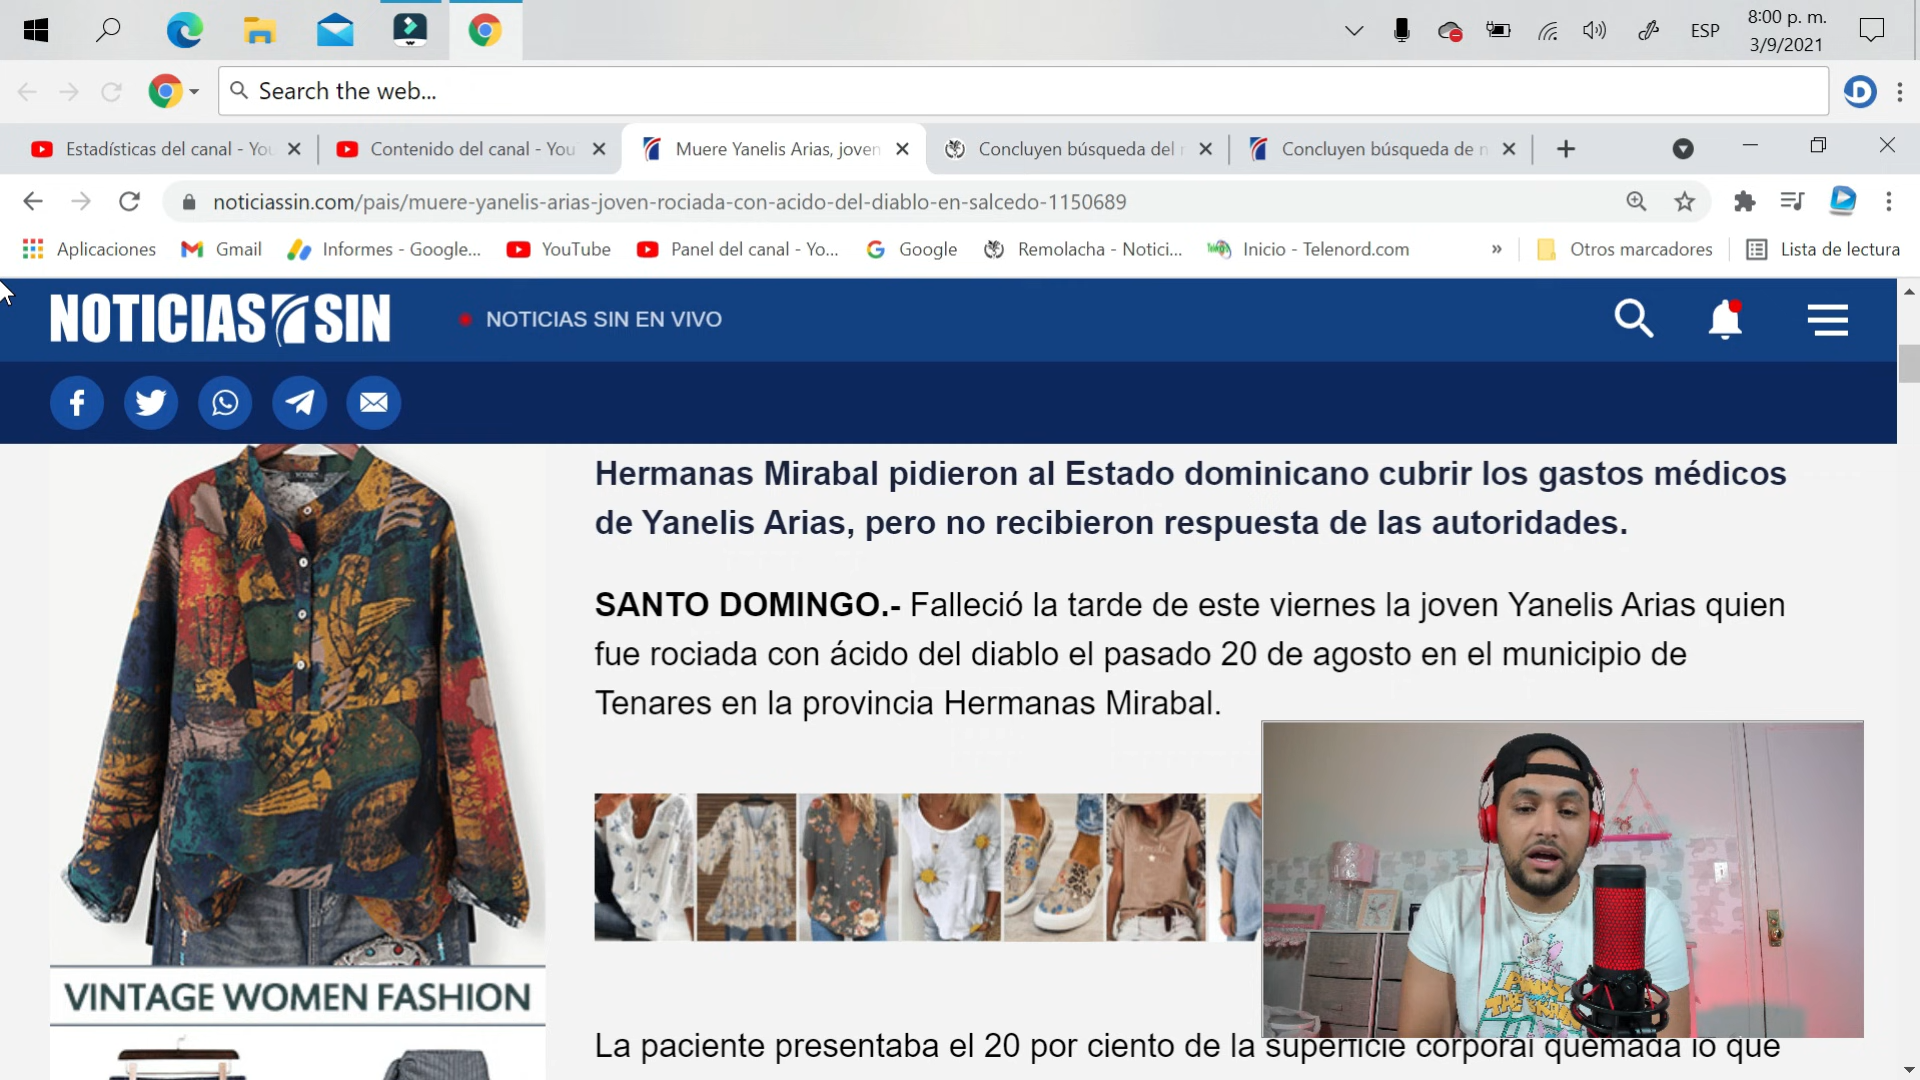 ESP
8:00 p. m.
3/9/2021
Search the web...
Estadísticas del canal - You
Contenido del canal - You
Muere Yanelis Arias, joven
Concluyen búsqueda del
Concluyen búsqueda de n
noticiassin.com/pais/muere-yanelis-arias-joven-rociada-con-acido-del-diablo-en-salcedo-1150689
Aplicaciones
Gmail
Informes - Google...
YouTube
Panel del canal - Yo...
Google
Remolacha - Notici...
Inicio - Telenord.com
»
Otros marcadores
Lista de lectura
NOTICIAS SIN
NOTICIAS SIN EN VIVO
Hermanas Mirabal pidieron al Estado dominicano cubrir los gastos médicos
de Yanelis Arias, pero no recibieron respuesta de las autoridades.
SANTO DOMINGO.- Falleció la tarde de este viernes la joven Yanelis Arias quien
fue rociada con ácido del diablo el pasado 20 de agosto en el municipio de
Tenares en la provincia Hermanas Mirabal.
VINTAGE WOMEN FASHION
La paciente presentaba el 20 por ciento de la superficie corporal quemada lo que